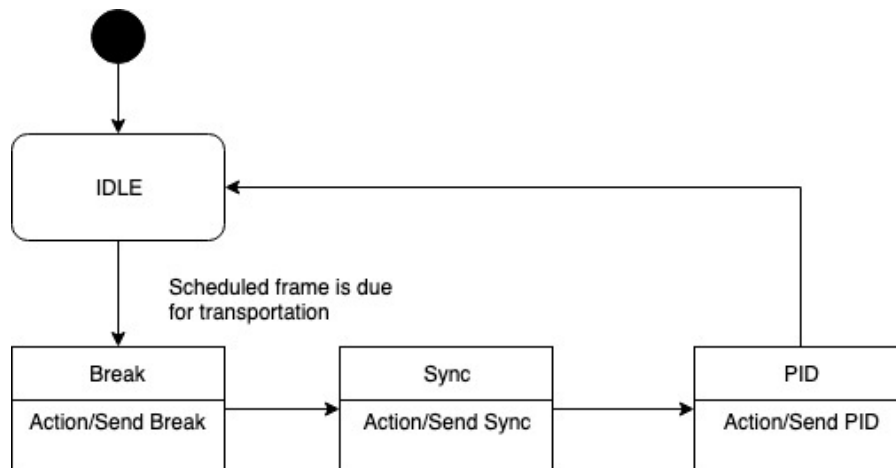 IDLE
Scheduled frame is due
for transportation
Break
Sync
PID
Action/Send Break
Action/Send Sync
Action/Send PID